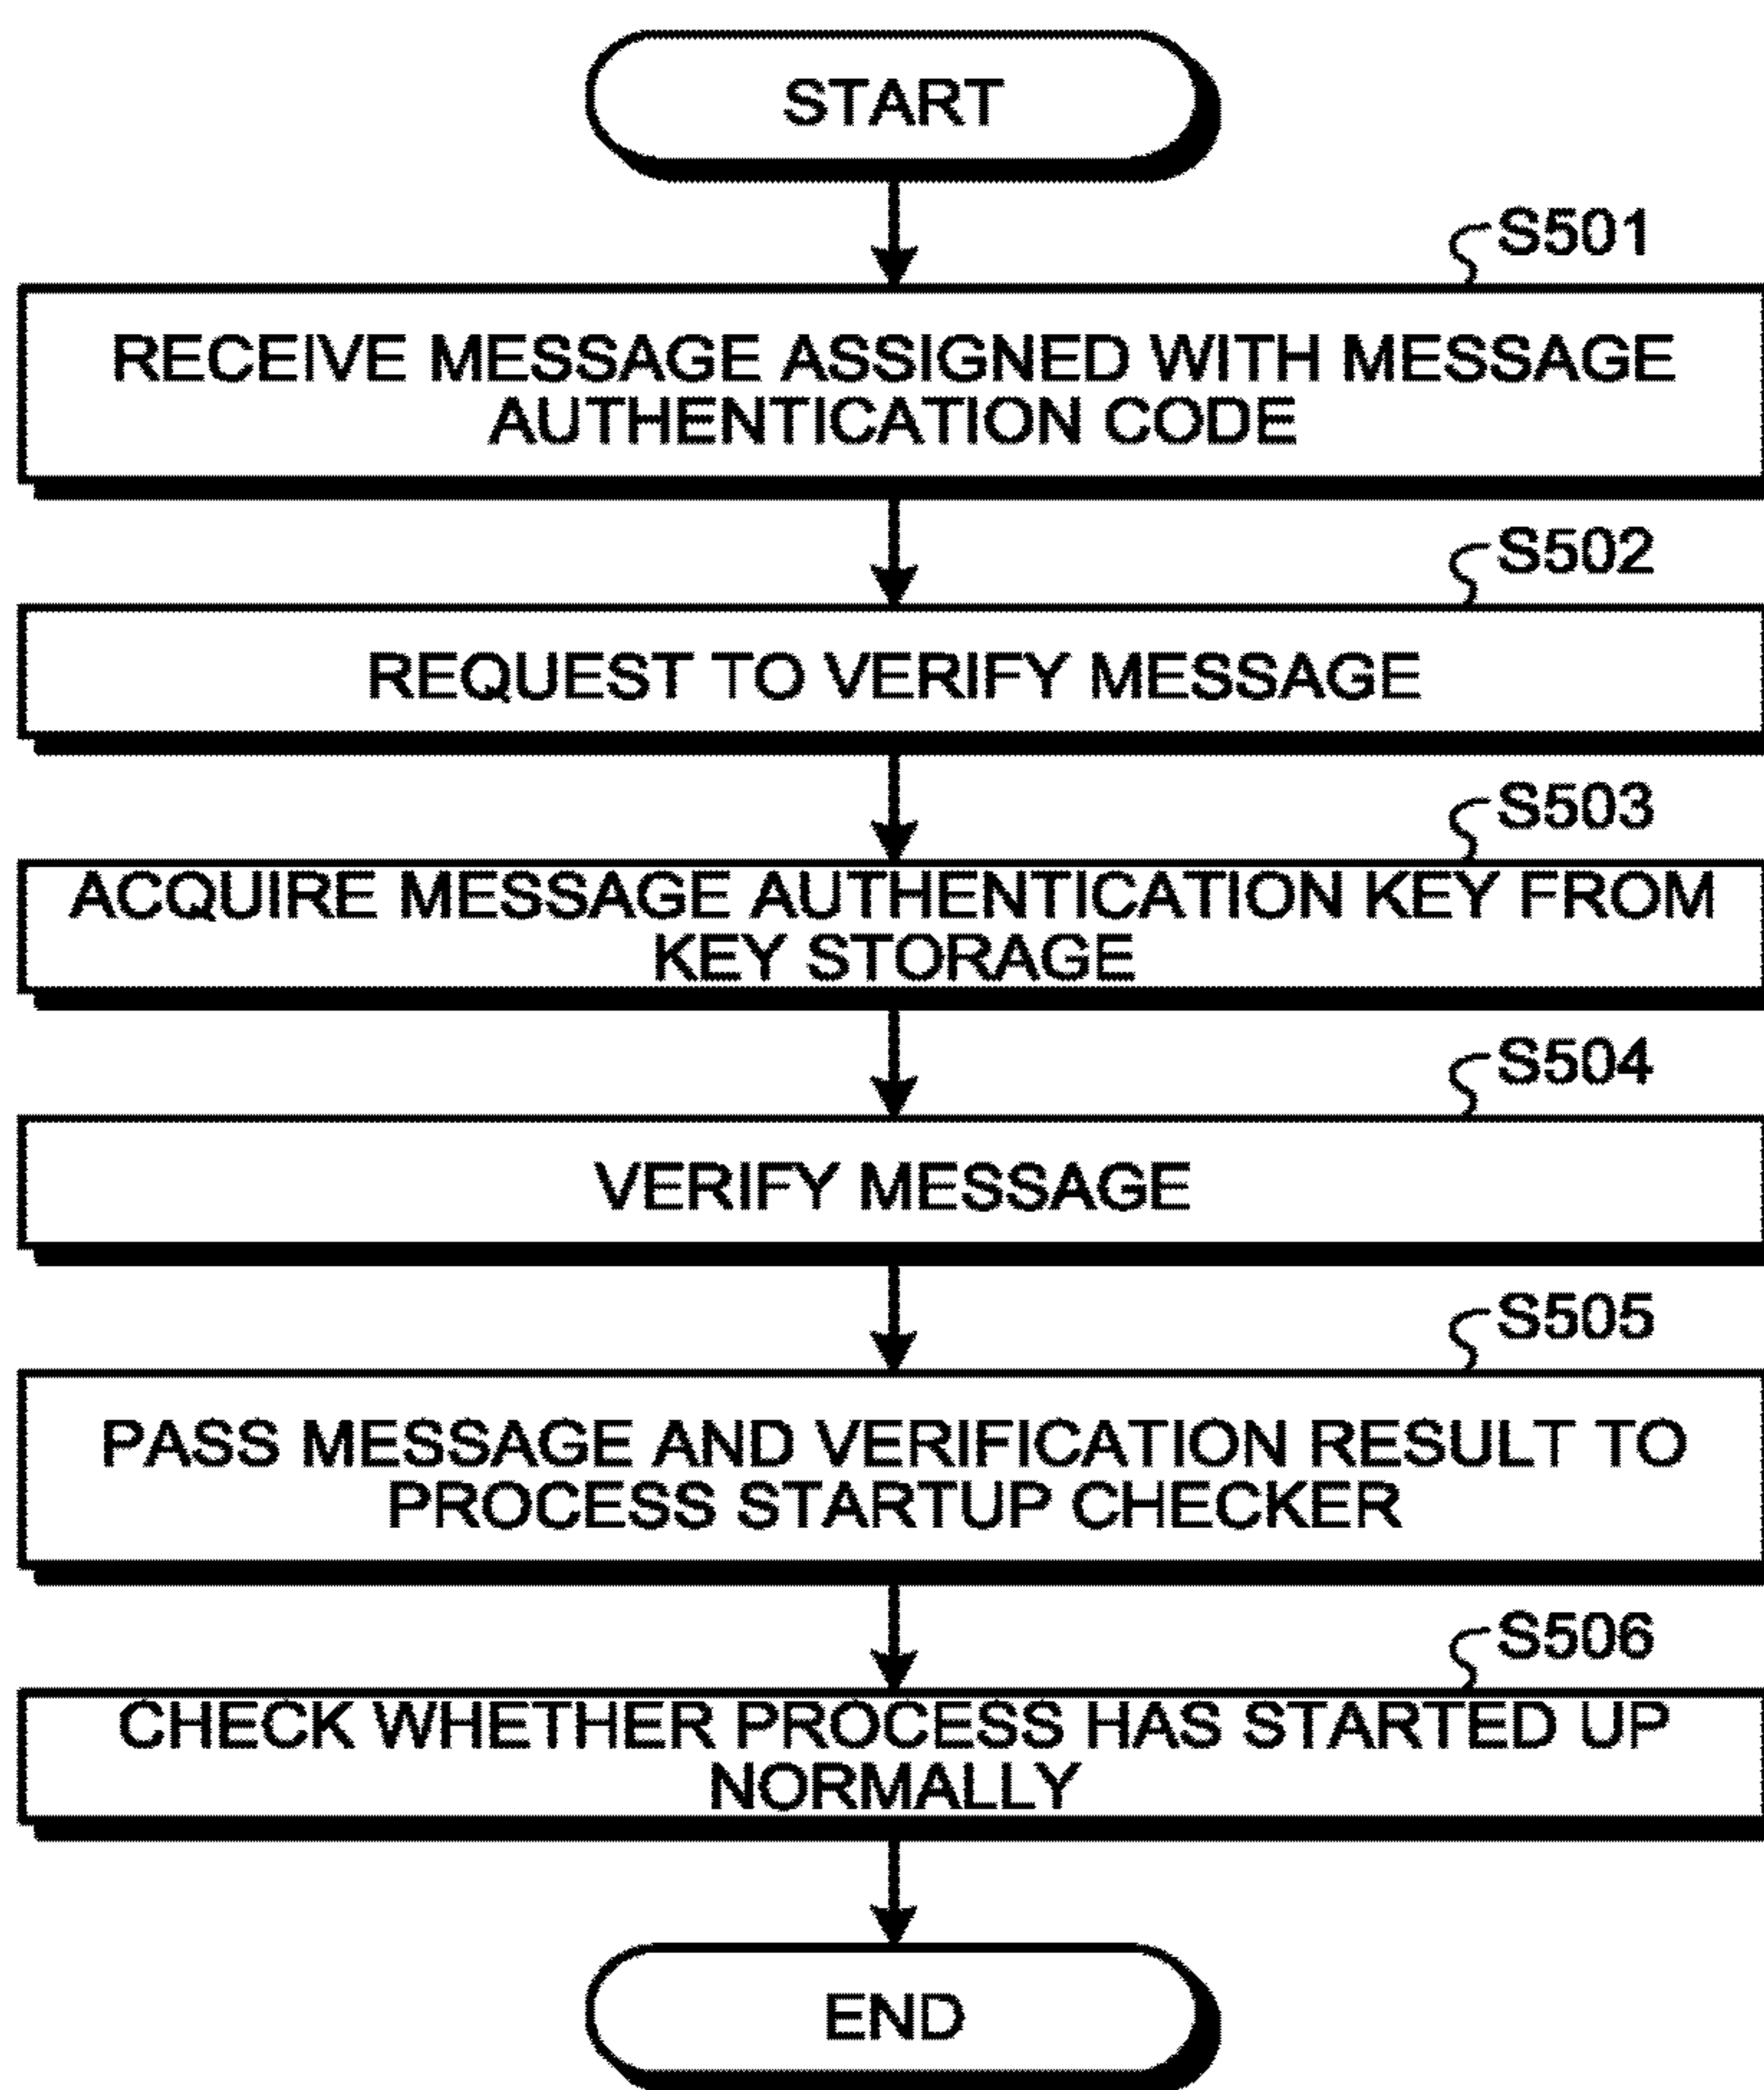 START
S501
RECEIVE MESSAGE ASSIGNED WITH MESSAGE
AUTHENTICATION CODE
S502
REQUEST TO VERIFY MESSAGE
S503
ACQUIRE MESSAGE AUTHENTICATION KEY FROM
KEY STORAGE
S504
VERIFY MESSAGE
S505
PASS MESSAGE AND VERIFICATION RESULT TO
PROCESS STARTUP CHECKER
S506
CHECK WHETHER PROCESS HAS STARTED UP
NORMALLY
END